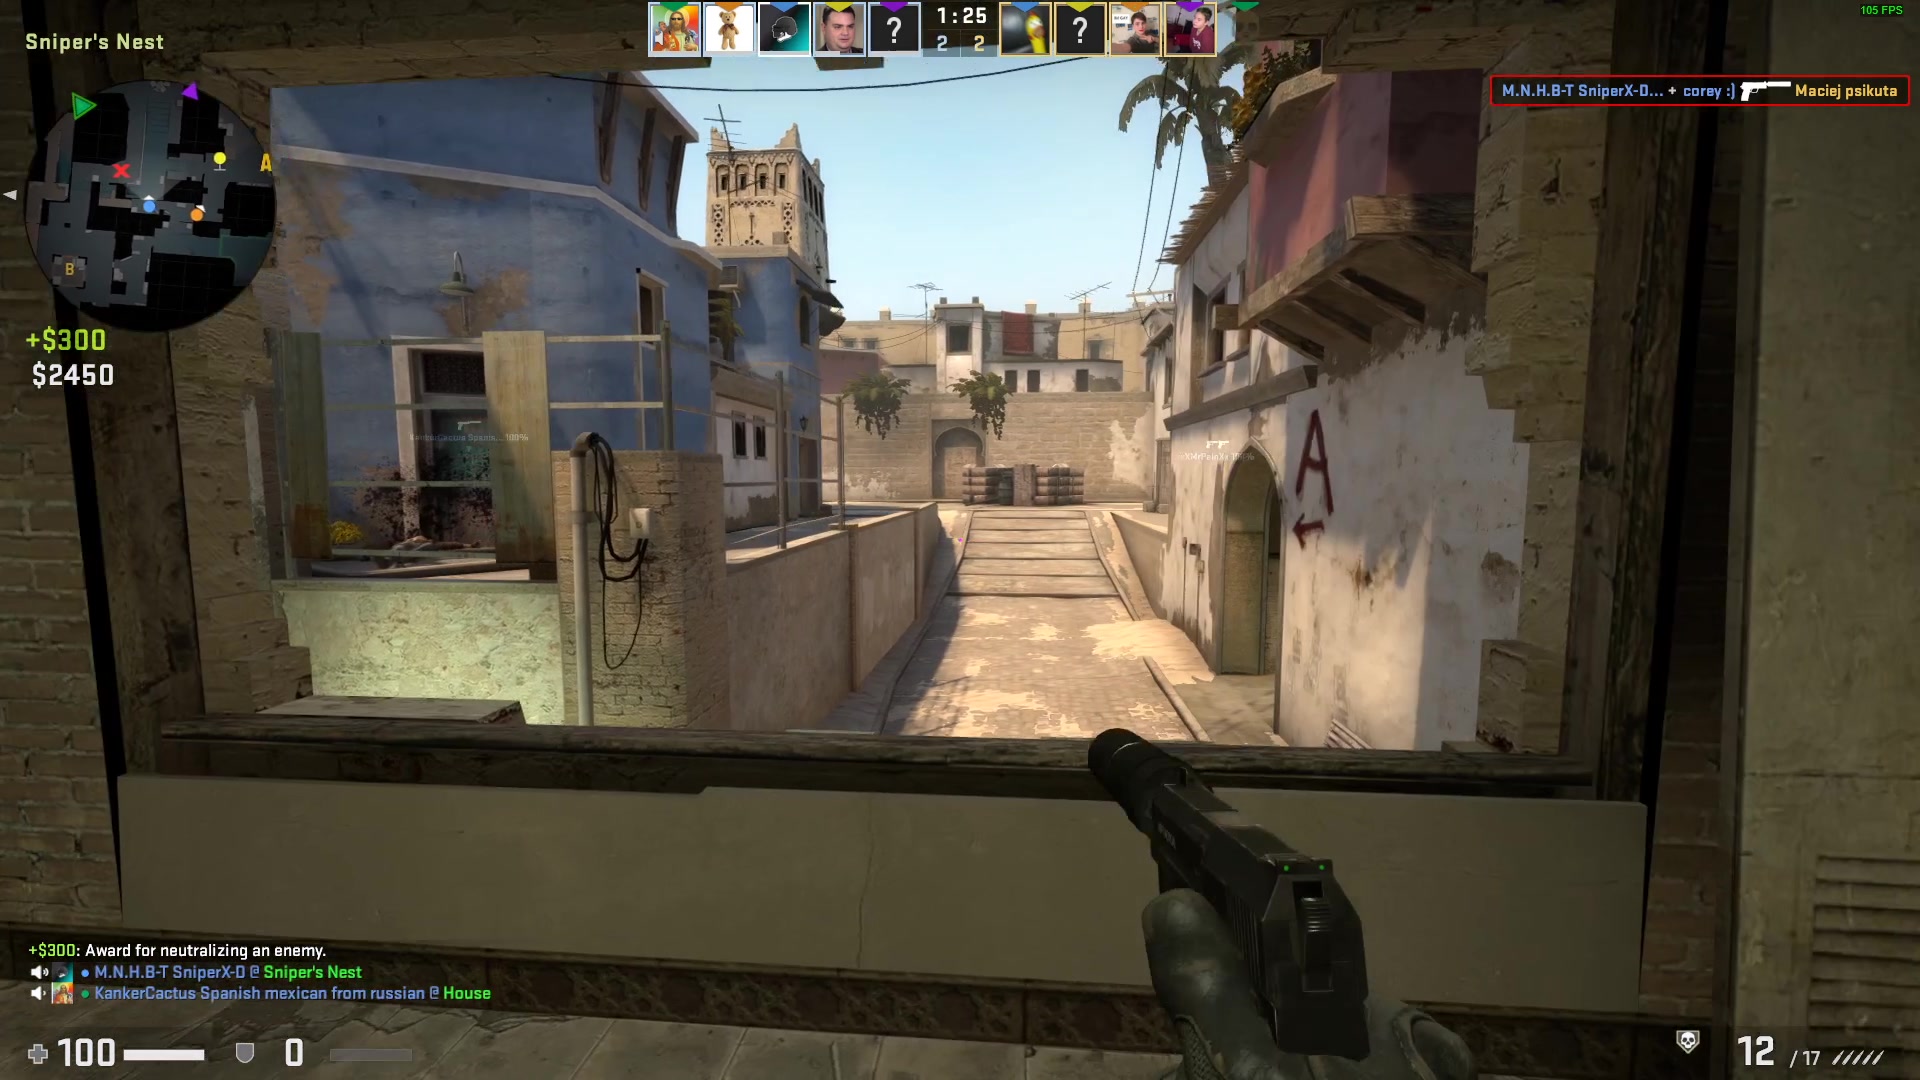 105 FPS
Sniper's Nest
?
1:25
?
2 2
M.N.H.B-T SniperX-D... + corey :) Maciej psikuta
A
B
+$300
$2450
A
100%
+$300: Award for neutralizing an enemy.
M.N.H.B-T SniperX-D @ Sniper's Nest
KankerCactus Spanish mexican from russian @ House
100
0
12 / 17